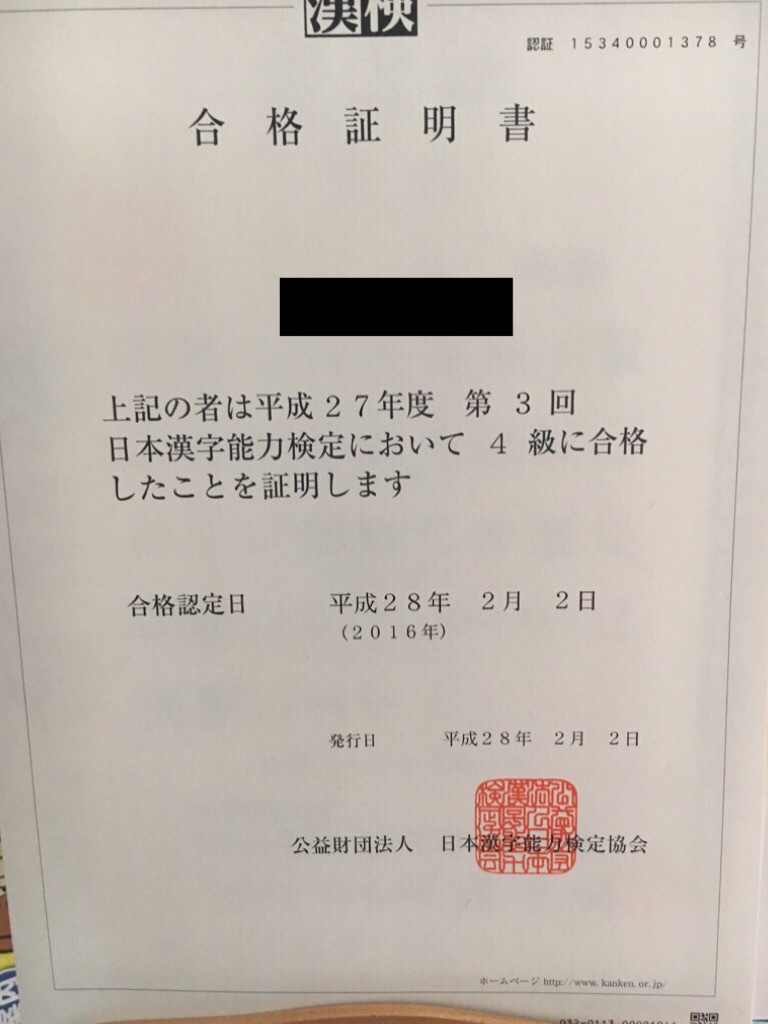 漢検
認証 15340001378 号
合格証明書
上記の者は平成27年度 第 3 回
日本漢字能力検定において 4 級に合格
したことを証明します
合格認定日 平成28年 2月 2日
(2016年)
発行日 平成28年 2月 2日
公益財団法人 日本漢字能力検定協会
ホームページ http://www.kanken.or.jp/